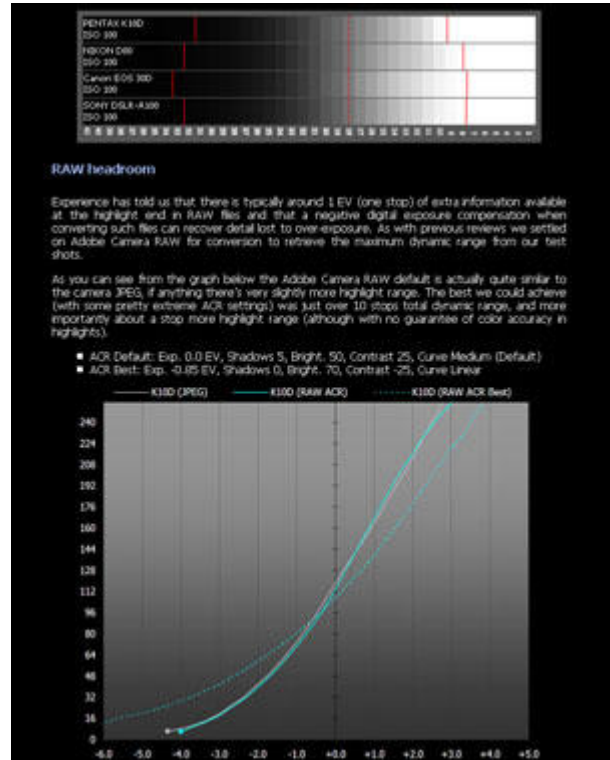 PENTAX K10D
ISO 100
NIKON D80
ISO 100
Canon EOS 30D
ISO 100
SONY DSLR-A100
ISO 100
RAW headroom
Experience has told us that there is typically around 1 EV (one stop) of extra information available
at the highlight end in RAW files and that a negative digital exposure compensation when
converting such files can recover detail lost to over-exposure. As with previous reviews we settled
on Adobe Camera RAW for conversion to retrieve the maximum dynamic range from our test
shots.
As you can see from the graph below the Adobe Camera RAW default is actually quite similar to
the camera JPEG, if anything there's very slightly more highlight range. The best we could achieve
(with some pretty extreme ACR settings) was just over 10 stops total dynamic range, and more
importantly about a stop more highlight range (although with no guarantee of color accuracy in
highlights).
ACR Default: Exp. 0.0 EV, Shadows 5, Bright. 50, Contrast 25, Curve Medium (Default)
ACR Best: Exp. -0.85 EV, Shadows 0, Bright. 70, Contrast -25, Curve Linear
K10D (JPEG) K10D (RAW ACR) K10D (RAW ACR Best)
240
224
208
192
176
160
144
128
112
96
80
64
48
32
16
0
-6.0 -5.0 -4.0 -3.0 -2.0 -1.0 +0.0 +1.0 +2.0 +3.0 +4.0 +5.0